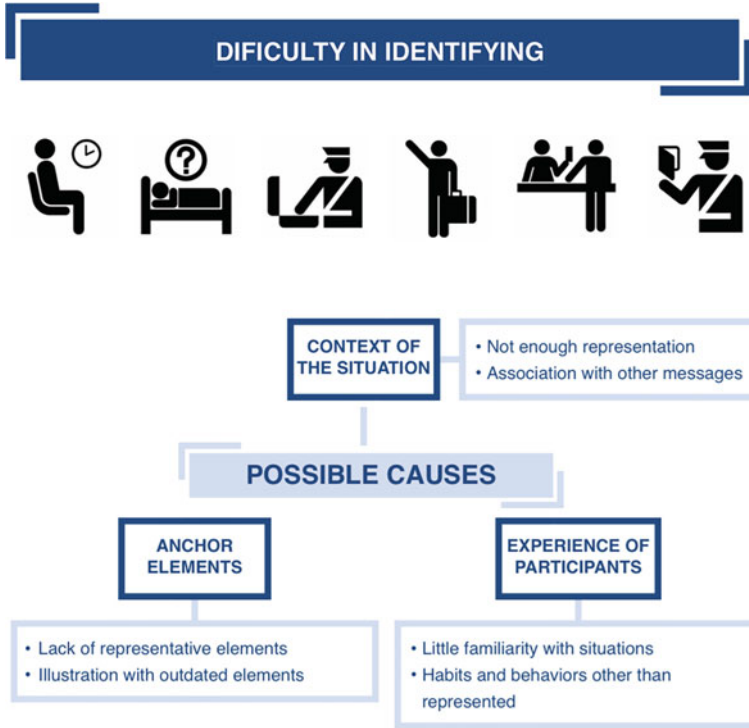 DIFICULTY IN IDENTIFYING
?
CONTEXT OF
THE SITUATION
• Not enough representation
• Association with other messages
POSSIBLE CAUSES
ANCHOR
ELEMENTS
• Lack of representative elements
• Illustration with outdated elements
EXPERIENCE OF
PARTICIPANTS
• Little familiarity with situations
• Habits and behaviors other than
represented